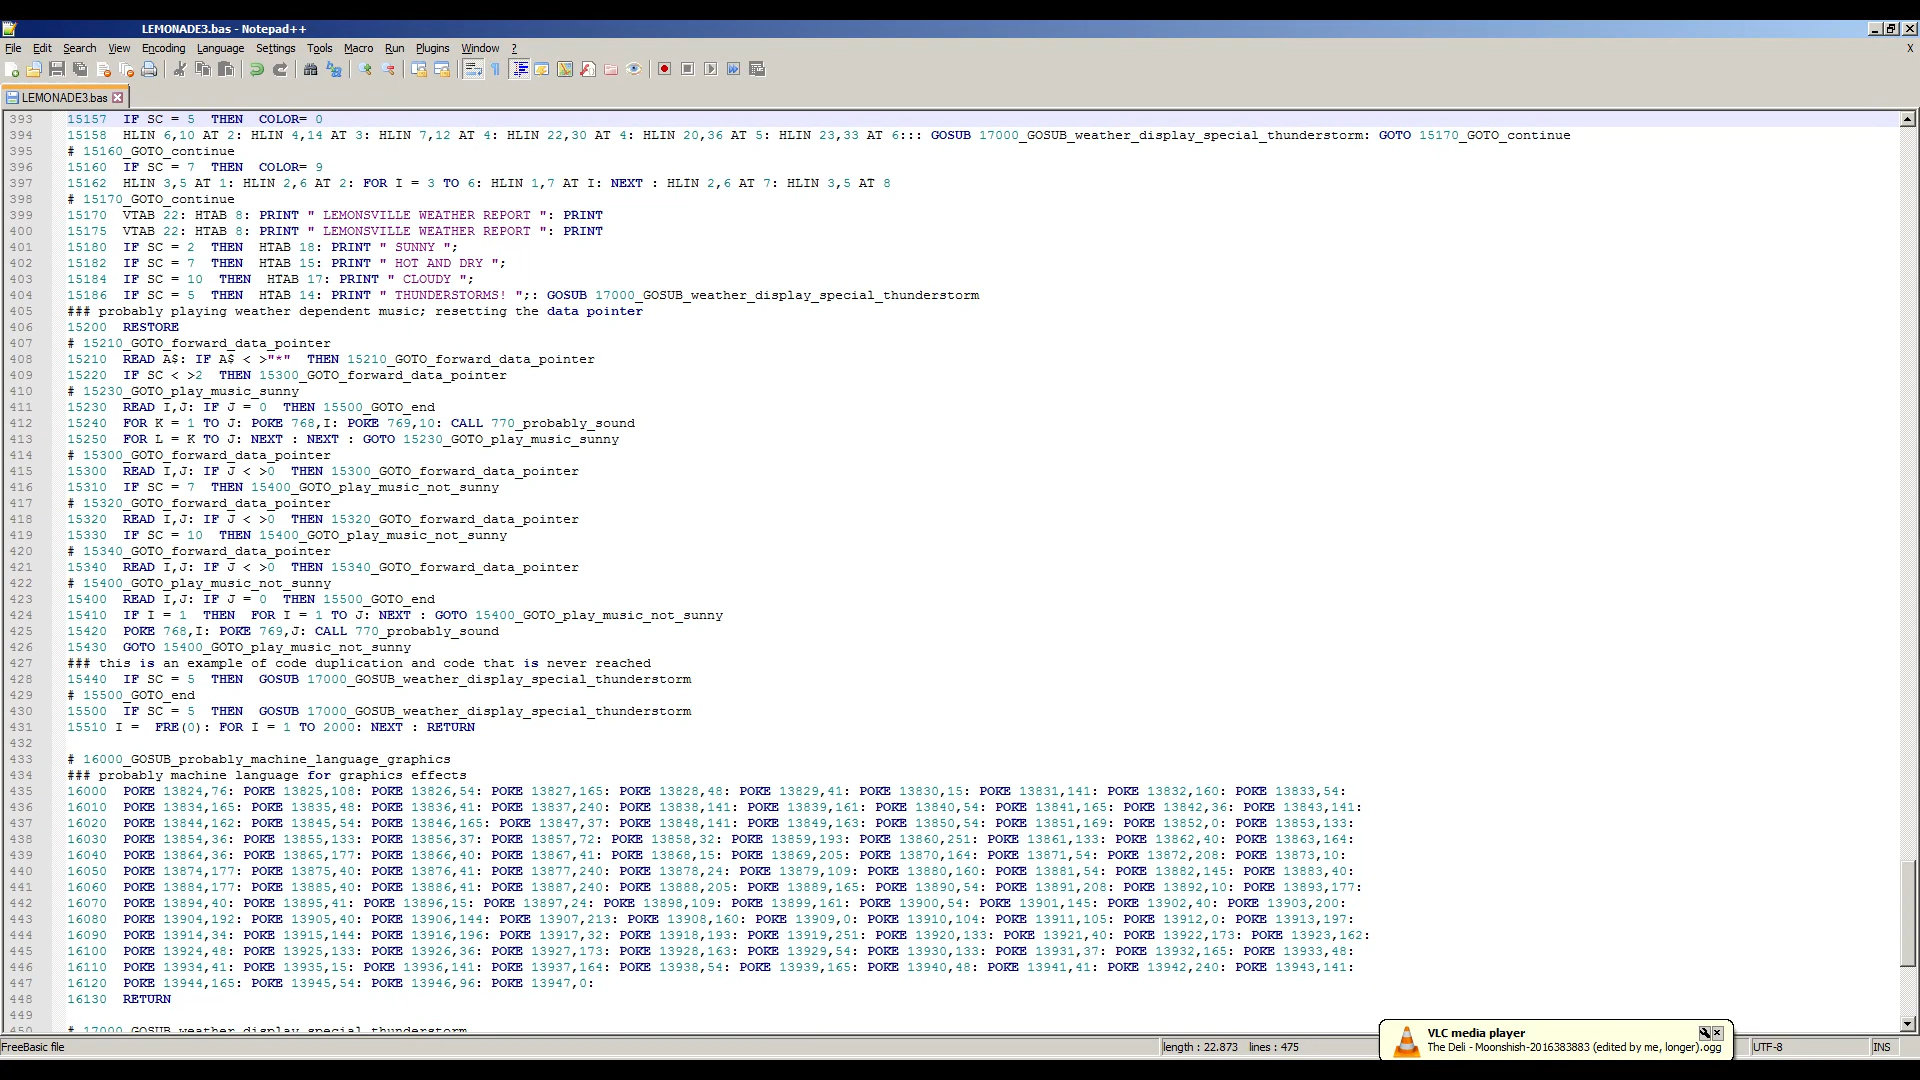 LEMONADE3.bas - Notepad++
File Edit Search View Encoding Language Settings Tools Macro Run Plugins Window ? X
LEMONADE3.bas
393 15157 IF SC = 5 THEN COLOR= 0
394 15158 HLIN 6,10 AT 2: HLIN 4,14 AT 3: HLIN 7,12 AT 4: HLIN 22,30 AT 4: HLIN 20,36 AT 5: HLIN 23,33 AT 6::: GOSUB 17000_GOSUB_weather_display_special_thunderstorm: GOTO 15170_GOTO_continue
395 # 15160_GOTO_continue
396 15160 IF SC = 7 THEN COLOR= 9
397 15162 HLIN 3,5 AT 1: HLIN 2,6 AT 2: FOR I = 3 TO 6: HLIN 1,7 AT I: NEXT : HLIN 2,6 AT 7: HLIN 3,5 AT 8
398 # 15170_GOTO_continue
399 15170 VTAB 22: HTAB 8: PRINT " LEMONSVILLE WEATHER REPORT ": PRINT
400 15175 VTAB 22: HTAB 8: PRINT " LEMONSVILLE WEATHER REPORT ": PRINT
401 15180 IF SC = 2 THEN HTAB 18: PRINT " SUNNY ";
402 15182 IF SC = 7 THEN HTAB 15: PRINT " HOT AND DRY ";
403 15184 IF SC = 10 THEN HTAB 17: PRINT " CLOUDY ";
404 15186 IF SC = 5 THEN HTAB 14: PRINT " THUNDERSTORMS! ";: GOSUB 17000_GOSUB_weather_display_special_thunderstorm
405 ### probably playing weather dependent music; resetting the data pointer
406 15200 RESTORE
407 # 15210_GOTO_forward_data_pointer
408 15210 READ A$: IF A$ < >"*" THEN 15210_GOTO_forward_data_pointer
409 15220 IF SC < >2 THEN 15300_GOTO_forward_data_pointer
410 # 15230_GOTO_play_music_sunny
411 15230 READ I,J: IF J = 0 THEN 15500_GOTO_end
412 15240 FOR K = 1 TO J: POKE 768,I: POKE 769,10: CALL 770_probably_sound
413 15250 FOR L = K TO J: NEXT : NEXT : GOTO 15230_GOTO_play_music_sunny
414 # 15300_GOTO_forward_data_pointer
415 15300 READ I,J: IF J < >0 THEN 15300_GOTO_forward_data_pointer
416 15310 IF SC = 7 THEN 15400_GOTO_play_music_not_sunny
417 # 15320_GOTO_forward_data_pointer
418 15320 READ I,J: IF J < >0 THEN 15320_GOTO_forward_data_pointer
419 15330 IF SC = 10 THEN 15400_GOTO_play_music_not_sunny
420 # 15340_GOTO_forward_data_pointer
421 15340 READ I,J: IF J < >0 THEN 15340_GOTO_forward_data_pointer
422 # 15400_GOTO_play_music_not_sunny
423 15400 READ I,J: IF J = 0 THEN 15500_GOTO_end
424 15410 IF I = 1 THEN FOR I = 1 TO J: NEXT : GOTO 15400_GOTO_play_music_not_sunny
425 15420 POKE 768,I: POKE 769,J: CALL 770_probably_sound
426 15430 GOTO 15400_GOTO_play_music_not_sunny
427 ### this is an example of code duplication and code that is never reached
428 15440 IF SC = 5 THEN GOSUB 17000_GOSUB_weather_display_special_thunderstorm
429 # 15500_GOTO_end
430 15500 IF SC = 5 THEN GOSUB 17000_GOSUB_weather_display_special_thunderstorm
431 15510 I = FRE(0): FOR I = 1 TO 2000: NEXT : RETURN
432
433 # 16000_GOSUB_probably_machine_language_graphics
434 ### probably machine language for graphics effects
435 16000 POKE 13824,76: POKE 13825,108: POKE 13826,54: POKE 13827,165: POKE 13828,48: POKE 13829,41: POKE 13830,15: POKE 13831,141: POKE 13832,160: POKE 13833,54:
436 16010 POKE 13834,165: POKE 13835,48: POKE 13836,41: POKE 13837,240: POKE 13838,141: POKE 13839,161: POKE 13840,54: POKE 13841,165: POKE 13842,36: POKE 13843,141:
437 16020 POKE 13844,162: POKE 13845,54: POKE 13846,165: POKE 13847,37: POKE 13848,141: POKE 13849,163: POKE 13850,54: POKE 13851,169: POKE 13852,0: POKE 13853,133:
438 16030 POKE 13854,36: POKE 13855,133: POKE 13856,37: POKE 13857,72: POKE 13858,32: POKE 13859,193: POKE 13860,251: POKE 13861,133: POKE 13862,40: POKE 13863,164:
439 16040 POKE 13864,36: POKE 13865,177: POKE 13866,40: POKE 13867,41: POKE 13868,15: POKE 13869,205: POKE 13870,164: POKE 13871,54: POKE 13872,208: POKE 13873,10:
440 16050 POKE 13874,177: POKE 13875,40: POKE 13876,41: POKE 13877,240: POKE 13878,24: POKE 13879,109: POKE 13880,160: POKE 13881,54: POKE 13882,145: POKE 13883,40:
441 16060 POKE 13884,177: POKE 13885,40: POKE 13886,41: POKE 13887,240: POKE 13888,205: POKE 13889,165: POKE 13890,54: POKE 13891,208: POKE 13892,10: POKE 13893,177:
442 16070 POKE 13894,40: POKE 13895,41: POKE 13896,15: POKE 13897,24: POKE 13898,109: POKE 13899,161: POKE 13900,54: POKE 13901,145: POKE 13902,40: POKE 13903,200:
443 16080 POKE 13904,192: POKE 13905,40: POKE 13906,144: POKE 13907,213: POKE 13908,160: POKE 13909,0: POKE 13910,104: POKE 13911,105: POKE 13912,0: POKE 13913,197:
444 16090 POKE 13914,34: POKE 13915,144: POKE 13916,196: POKE 13917,32: POKE 13918,193: POKE 13919,251: POKE 13920,133: POKE 13921,40: POKE 13922,173: POKE 13923,162:
445 16100 POKE 13924,48: POKE 13925,133: POKE 13926,36: POKE 13927,173: POKE 13928,163: POKE 13929,54: POKE 13930,133: POKE 13931,37: POKE 13932,165: POKE 13933,48:
446 16110 POKE 13934,41: POKE 13935,15: POKE 13936,141: POKE 13937,164: POKE 13938,54: POKE 13939,165: POKE 13940,48: POKE 13941,41: POKE 13942,240: POKE 13943,141:
447 16120 POKE 13944,165: POKE 13945,54: POKE 13946,96: POKE 13947,0:
448 16130 RETURN
449
450 # 17000_GOSUB_weather_display_special_thunderstorm
VLC media player
The Deli - Moonshish-2016383883 (edited by me, longer).ogg
FreeBasic file length : 22.873 lines : 475 UTF-8 INS